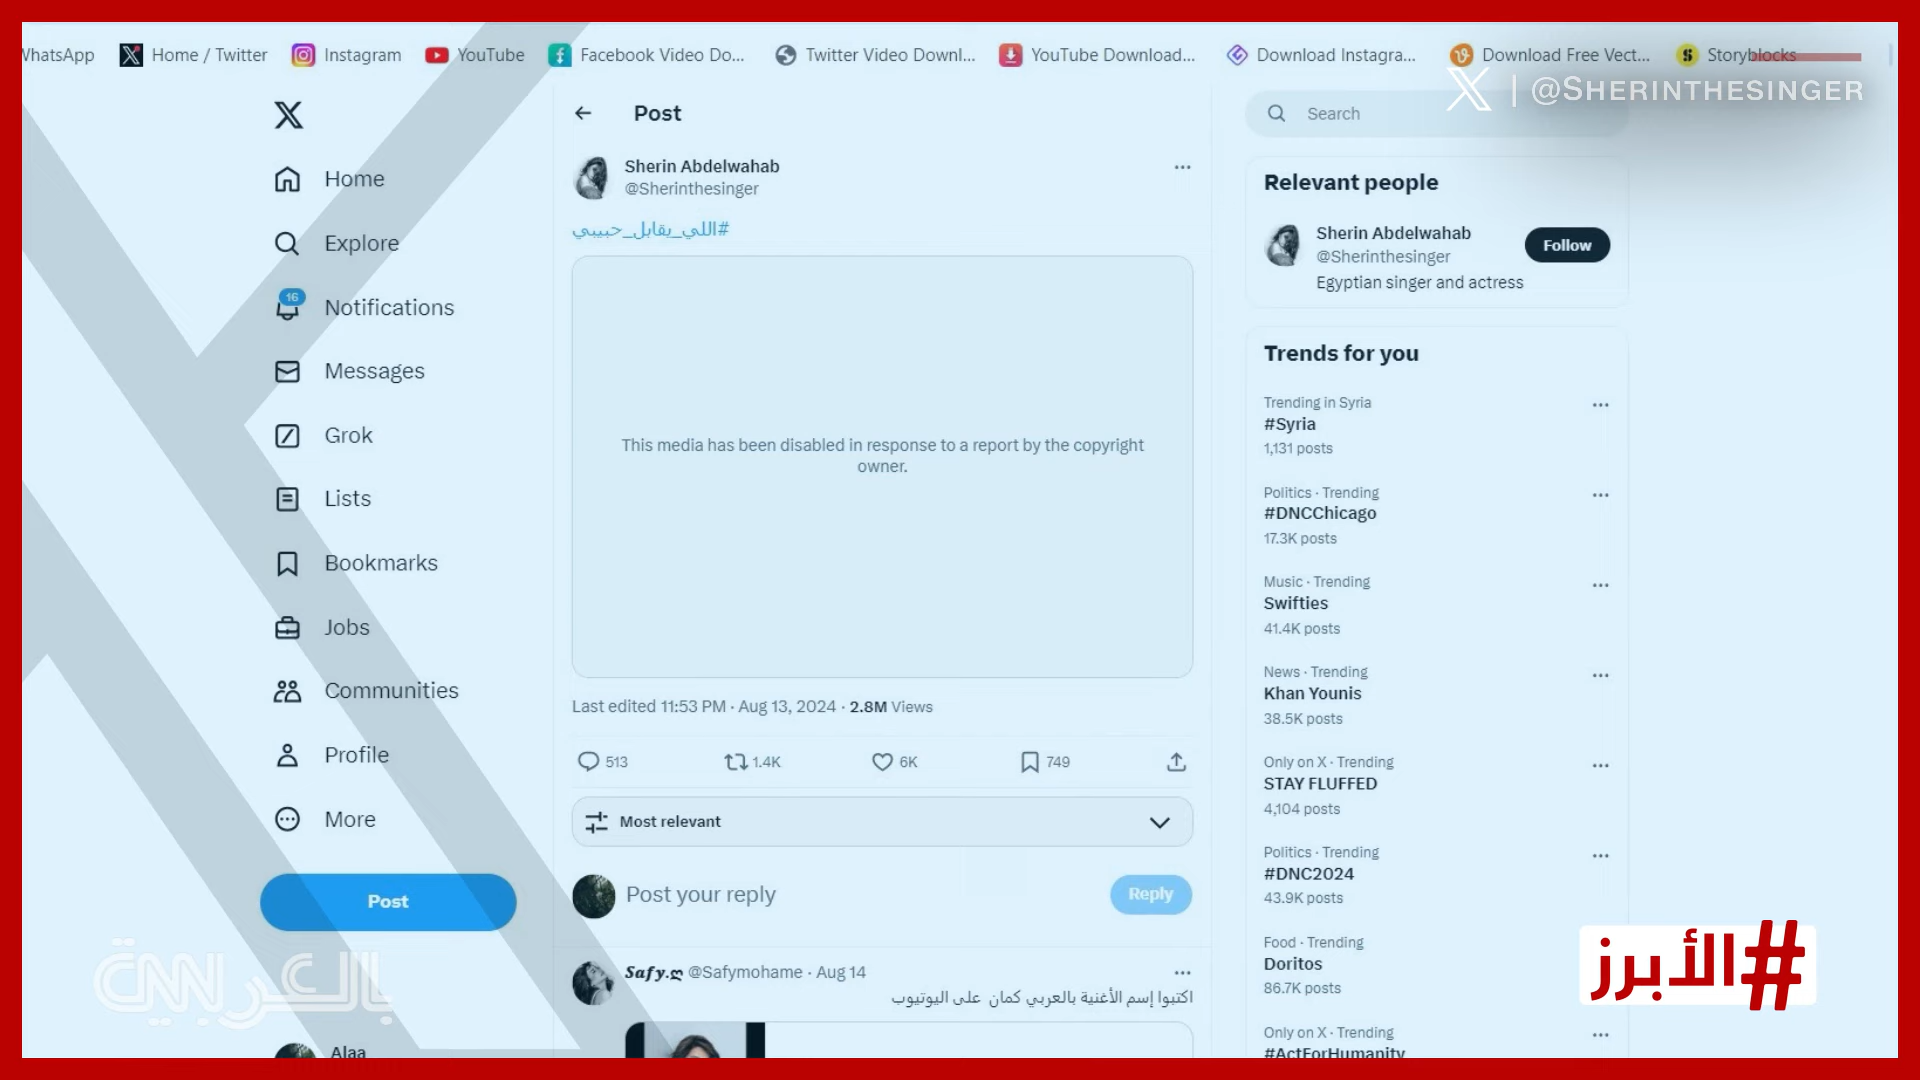 WhatsApp
Home / Twitter
Instagram
YouTube
Facebook Video Do...
Twitter Video Downl...
YouTube Download...
Download Instagra...
Download Free Vect...
Storyblocks
X | @SHERINTHESINGER
Home
Explore
16
Notifications
Messages
Grok
Lists
Bookmarks
Jobs
Communities
Profile
More
Post
Alaa
Post
Sherin Abdelwahab
@Sherinthesinger
#اللي_يقابل_حبيبي
This media has been disabled in response to a report by the copyright
owner.
Last edited 11:53 PM · Aug 13, 2024 · 2.8M Views
513
1.4K
6K
749
Most relevant
Post your reply
Reply
Safy.ღ @Safymohame · Aug 14
اكتبوا إسم الأغنية بالعربي كمان على اليوتيوب
Search
Relevant people
Sherin Abdelwahab
@Sherinthesinger
Follow
Egyptian singer and actress
Trends for you
Trending in Syria
#Syria
1,131 posts
Politics · Trending
#DNCChicago
17.3K posts
Music · Trending
Swifties
41.4K posts
News · Trending
Khan Younis
38.5K posts
Only on X · Trending
STAY FLUFFED
4,104 posts
Politics · Trending
#DNC2024
43.9K posts
Food · Trending
Doritos
86.7K posts
Only on X · Trending
#ActForHumanity
#الأبرز
CNN بالعربية